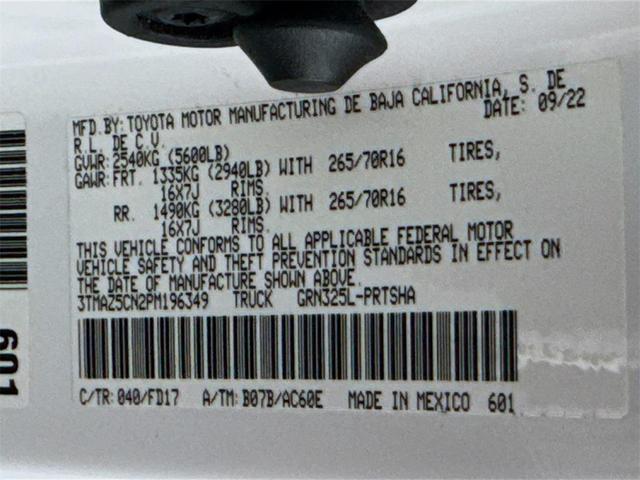 MFD.BY: TOYOTA MOTOR MANUFACTURING DE BAJA CALIFORNIA, S. DE
R.L. DE C.V. DATE: 09/22
GVWR: 2540KG (5600LB)
GAWR: FRT. 1335KG (2940LB) WITH 265/70R16 TIRES,
16X7J RIMS.
RR. 1490KG (3280LB) WITH 265/70R16 TIRES,
16X7J RIMS.
THIS VEHICLE CONFORMS TO ALL APPLICABLE FEDERAL MOTOR
VEHICLE SAFETY AND THEFT PREVENTION STANDARDS IN EFFECT ON
THE DATE OF MANUFACTURE SHOWN ABOVE.
3TMAZ5CN2PM196349 TRUCK GRN325L-PRTSHA
C/TR: 040/FD17 A/TM: B07B/AC60E MADE IN MEXICO 601
601